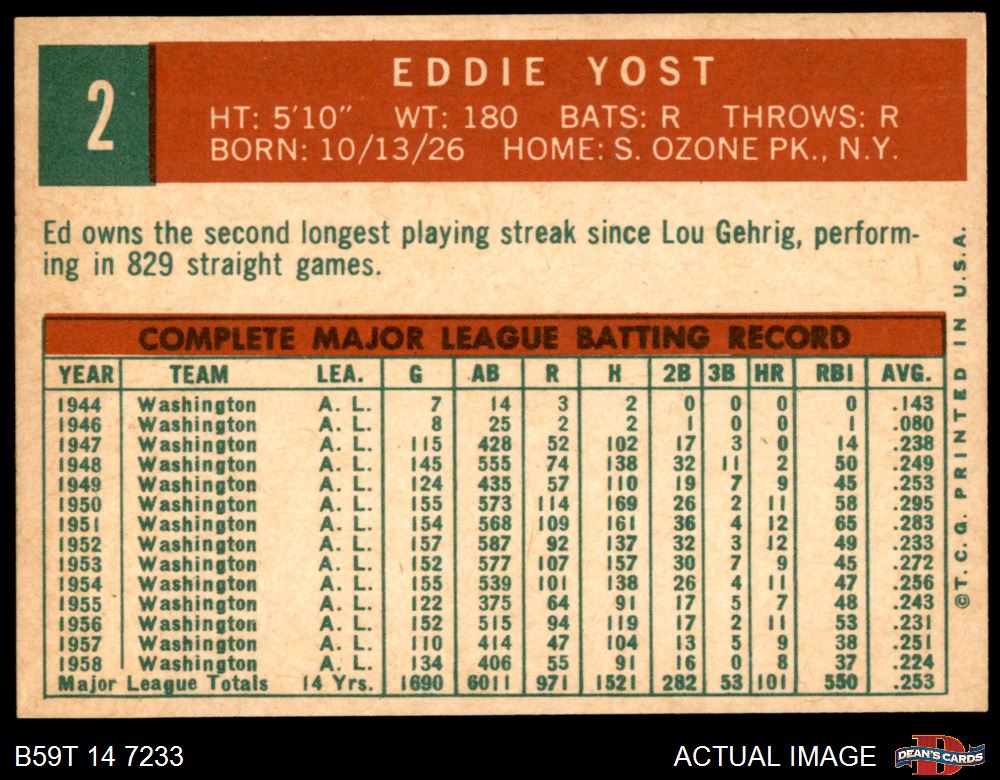 2
EDDIE YOST
HT: 5'10" WT: 180 BATS: R THROWS: R
BORN: 10/13/26 HOME: S. OZONE PK., N.Y.
Ed owns the second longest playing streak since Lou Gehrig, perform-
ing in 829 straight games.
COMPLETE MAJOR LEAGUE BATTING RECORD
YEAR TEAM LEA. G AB R H 2B 3B HR RBI AVG.
1944 Washington A. L. 7 14 3 2 0 0 0 0 .143
1946 Washington A. L. 8 25 2 2 1 0 0 1 .080
1947 Washington A. L. 115 428 52 102 17 3 0 14 .238
1948 Washington A. L. 145 555 74 138 32 11 2 50 .249
1949 Washington A. L. 124 435 57 110 19 7 9 45 .253
1950 Washington A. L. 155 573 114 169 26 2 11 58 .295
1951 Washington A. L. 154 568 109 161 36 4 12 65 .283
1952 Washington A. L. 157 587 92 137 32 3 12 49 .233
1953 Washington A. L. 152 577 107 157 30 7 9 45 .272
1954 Washington A. L. 155 539 101 138 26 4 11 47 .256
1955 Washington A. L. 122 375 64 91 17 5 7 48 .243
1956 Washington A. L. 152 515 94 119 17 2 11 53 .231
1957 Washington A. L. 110 414 47 104 13 5 9 38 .251
1958 Washington A. L. 134 406 55 91 16 0 8 37 .224
Major League Totals 14 Yrs. 1690 6011 971 1521 282 53 101 550 .253
©T. C. G. PRINTED IN U.S.A.
B59T 14 7233
ACTUAL IMAGE
DEAN'S CARDS